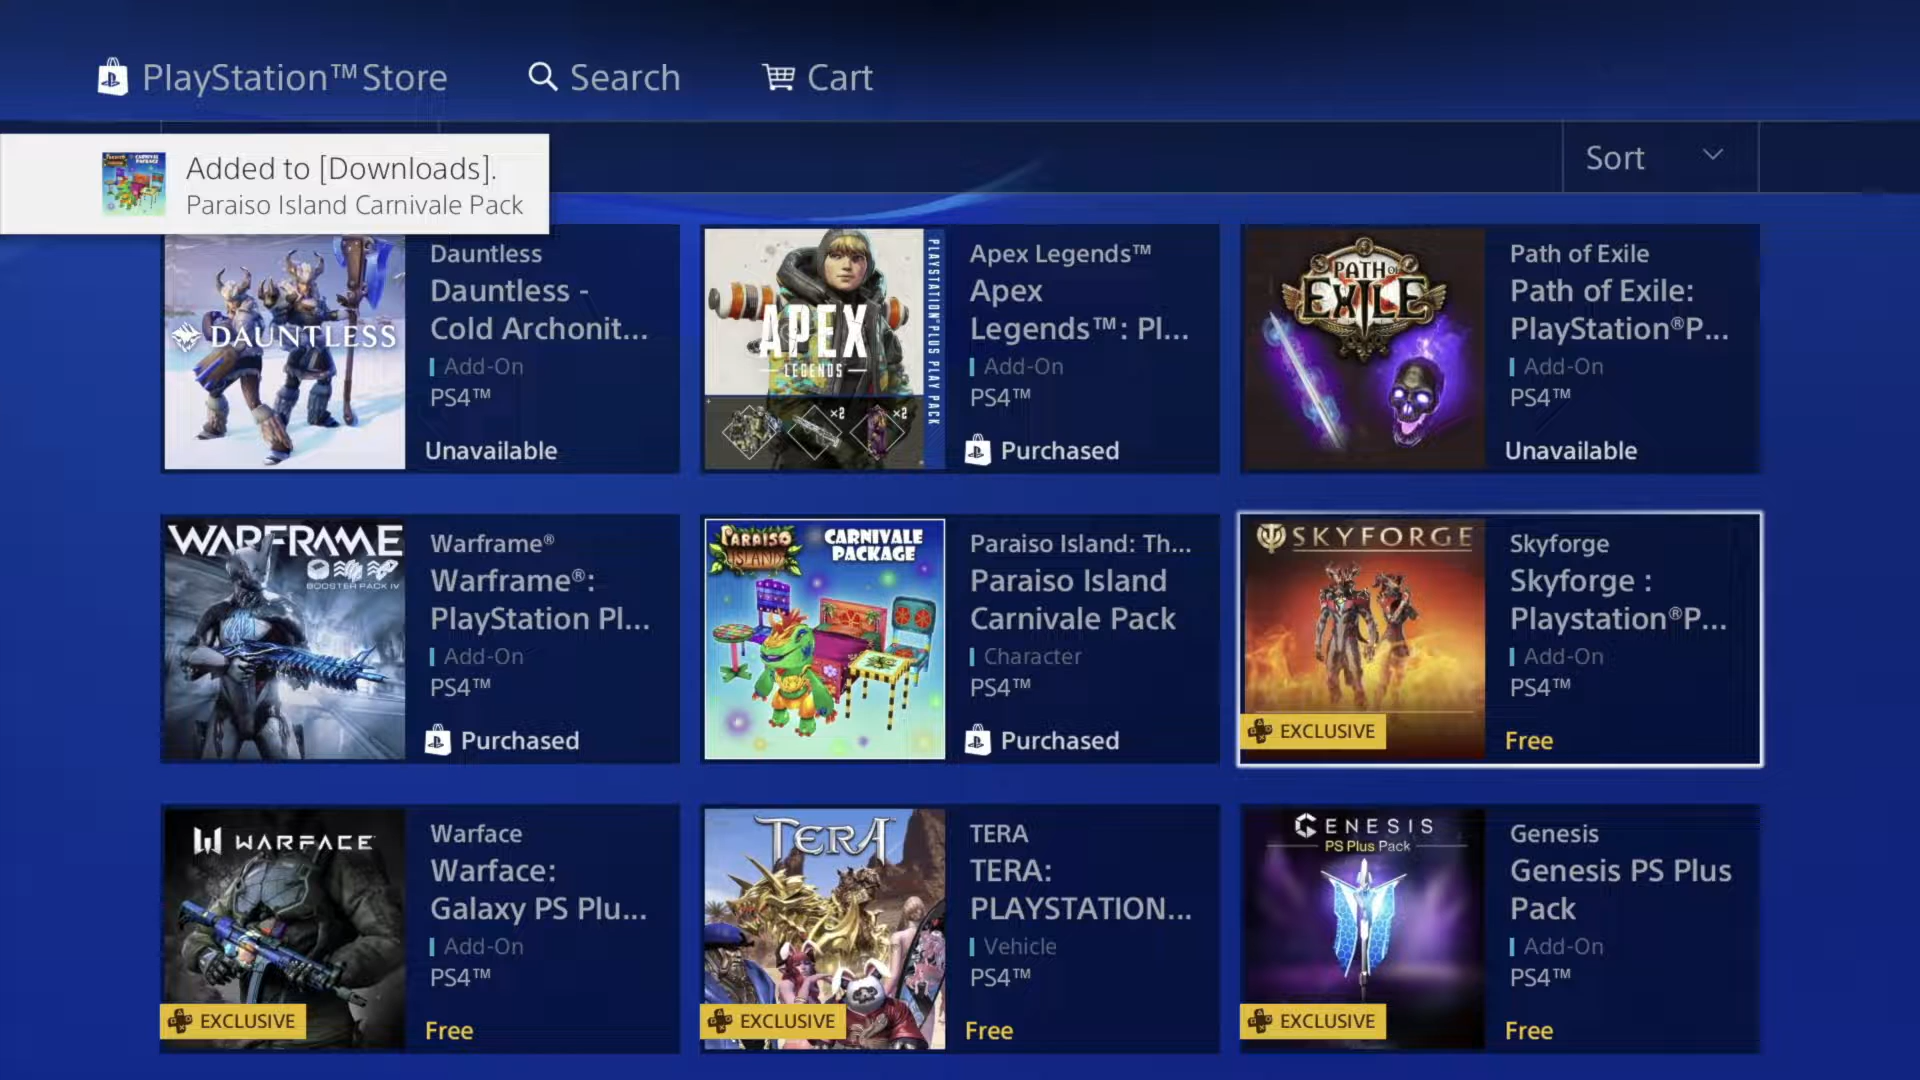 PlayStation™Store
Search
Cart
Added to [Downloads].
Paraiso Island Carnivale Pack
Sort
DAUNTLESS
Dauntless
Dauntless -
Cold Archonit...
Add-On
PS4™
Unavailable
APEX
LEGENDS
×2
×2
PLAYSTATION®PLUS PLAY PACK
Apex Legends™
Apex
Legends™: Pl...
Add-On
PS4™
Purchased
PATH OF
EXILE
Path of Exile
Path of Exile:
PlayStation®P...
Add-On
PS4™
Unavailable
WARFRAME
BOOSTER PACK IV
Warframe®
Warframe®:
PlayStation Pl...
Add-On
PS4™
Purchased
PARAISO
ISLAND
CARNIVALE
PACKAGE
Paraiso Island: Th...
Paraiso Island
Carnivale Pack
Character
PS4™
Purchased
SKYFORGE
EXCLUSIVE
Skyforge
Skyforge :
Playstation®P...
Add-On
PS4™
Free
WARFACE
EXCLUSIVE
Warface
Warface:
Galaxy PS Plu...
Add-On
PS4™
Free
TERA
EXCLUSIVE
TERA
TERA:
PLAYSTATION...
Vehicle
PS4™
Free
GENESIS
PS Plus Pack
EXCLUSIVE
Genesis
Genesis PS Plus
Pack
Add-On
PS4™
Free